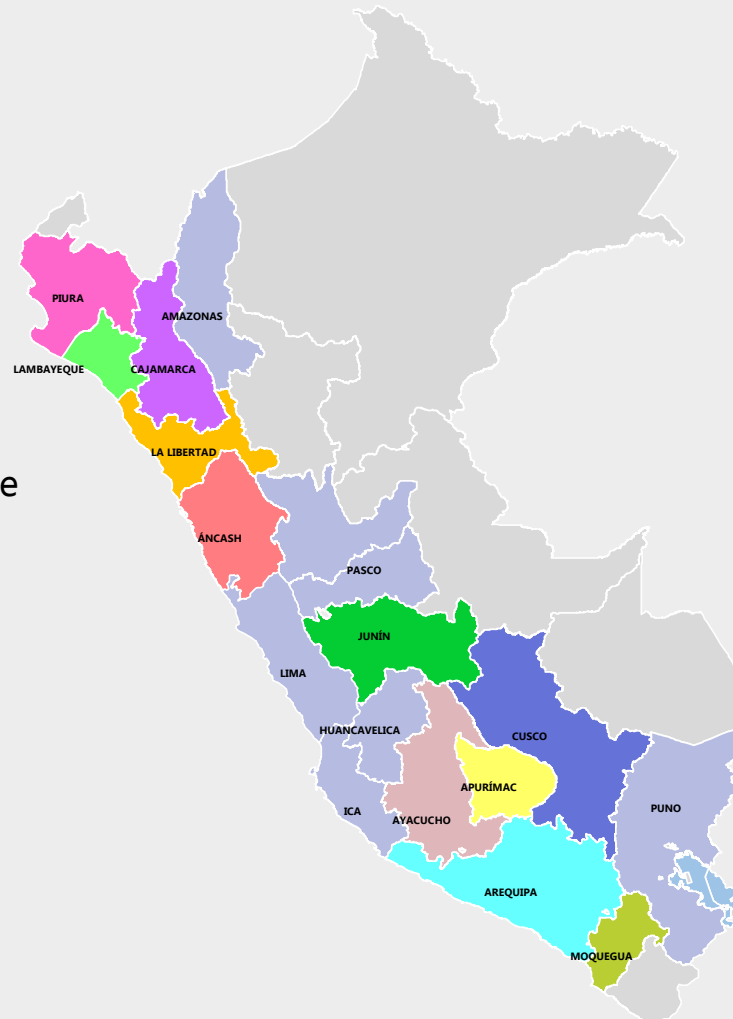 PIURA
AMAZONAS
LAMBAYEQUE
CAJAMARCA
LA LIBERTAD
e
ÁNCASH
PASCO
JUNÍN
LIMA
HUANCAVELICA
CUSCO
APURÍMAC
ICA
AYACUCHO
PUNO
AREQUIPA
MOQUEGUA